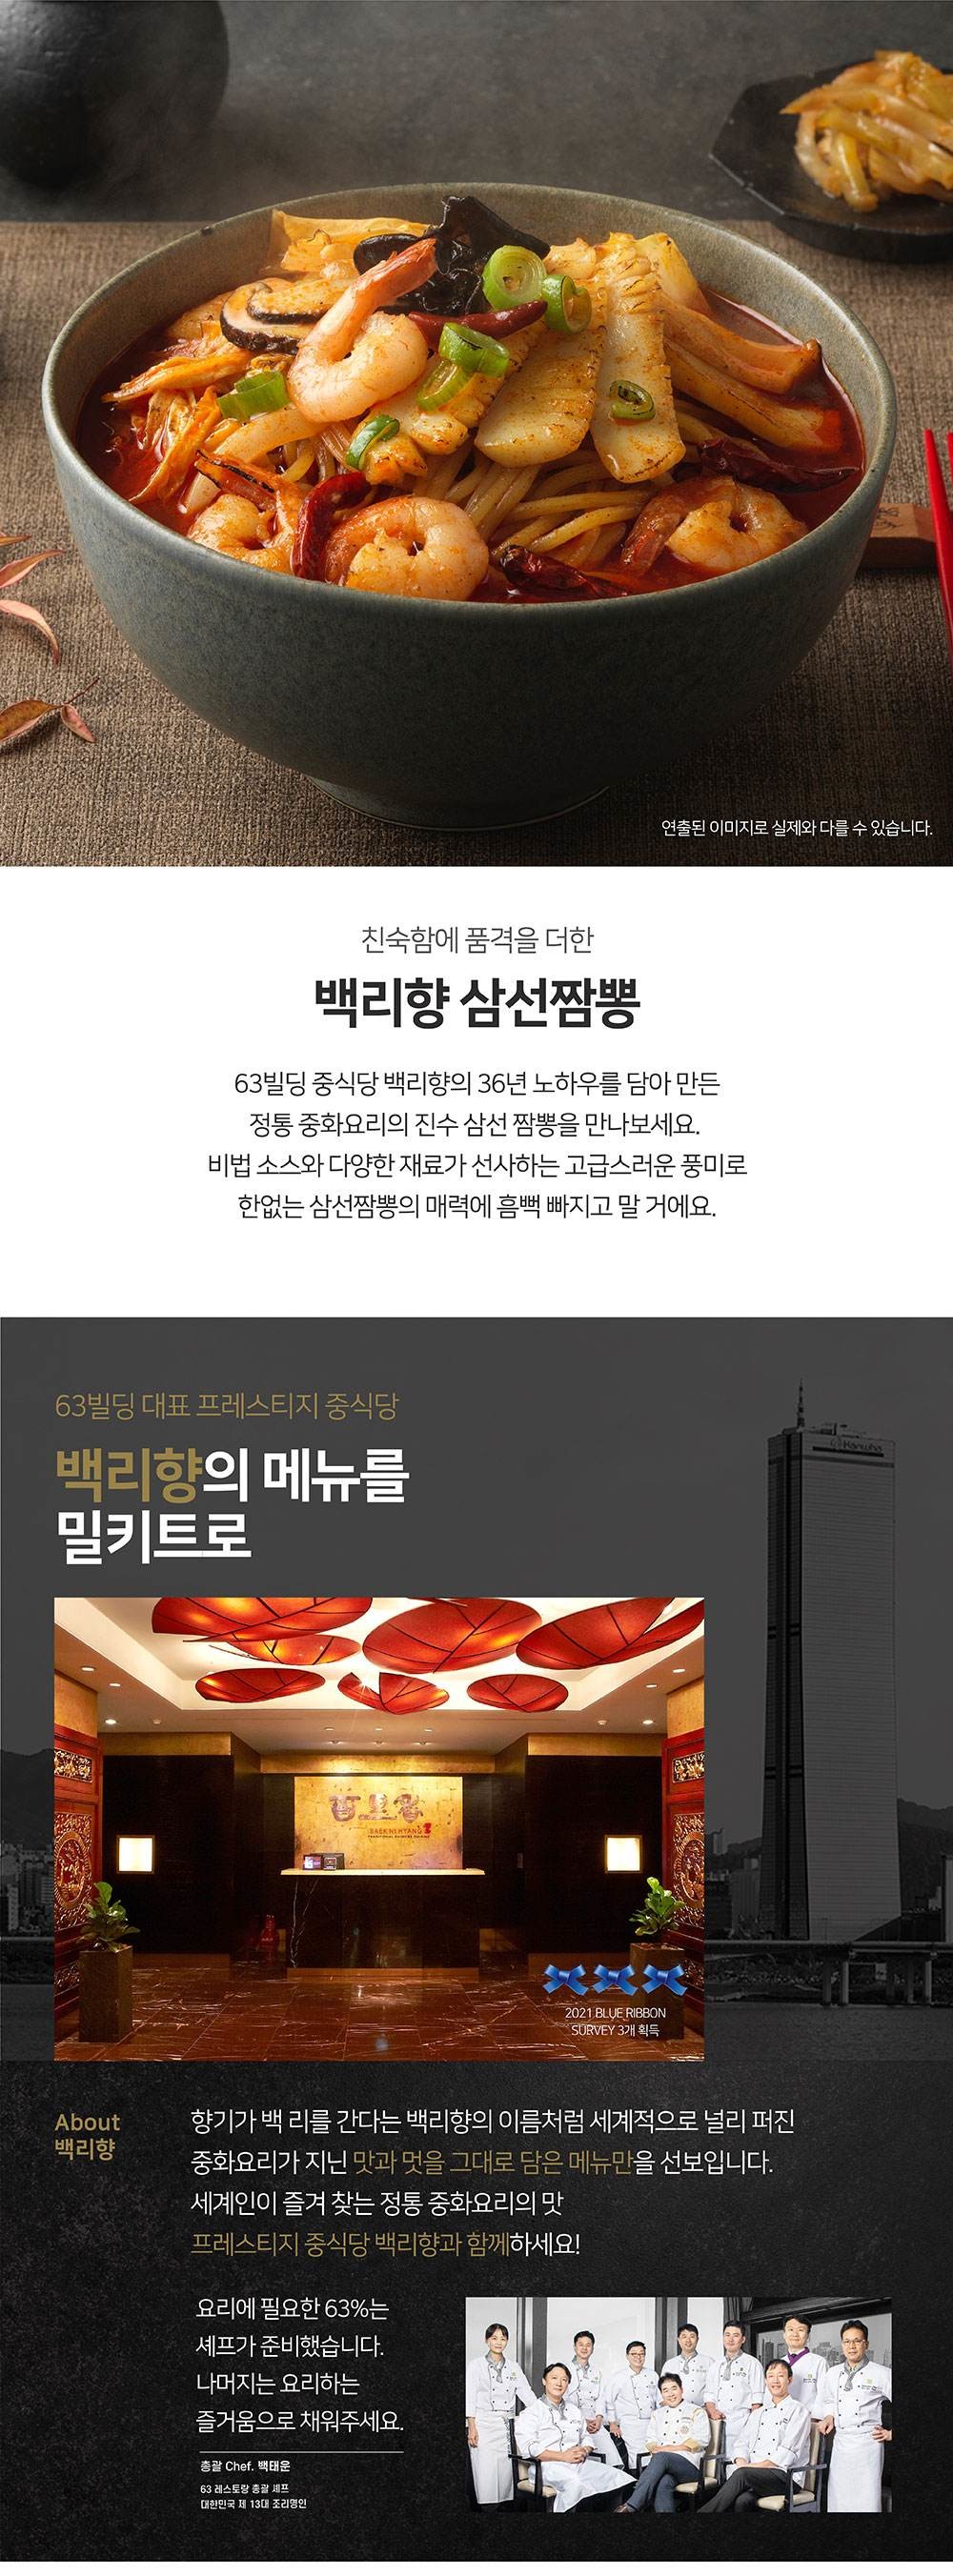 연출된 이미지로 실제와 다를 수 있습니다.
친숙함에 품격을 더한
백리향 삼선짬뽕
63빌딩 중식당 백리향의 36년 노하우를 담아 만든
정통 중화요리의 진수 삼선 짬뽕을 만나보세요.
비법 소스와 다양한 재료가 선사하는 고급스러운 풍미로
한없는 삼선짬뽕의 매력에 흠뻑 빠지고 말 거에요.
63빌딩 대표 프레스티지 중식당
백리향의 메뉴를
밀키트로
Hanwha
2021 BLUE RIBBON
SURVEY 3개 획득
About
백리향
향기가 백 리를 간다는 백리향의 이름처럼 세계적으로 널리 퍼진
중화요리가 지닌 맛과 멋을 그대로 담은 메뉴만을 선보입니다.
세계인이 즐겨 찾는 정통 중화요리의 맛
프레스티지 중식당 백리향과 함께하세요!
요리에 필요한 63%는
셰프가 준비했습니다.
나머지는 요리하는
즐거움으로 채워주세요.
총괄 Chef. 백태운
63 레스토랑 총괄 셰프
대한민국 제 13대 조리명인